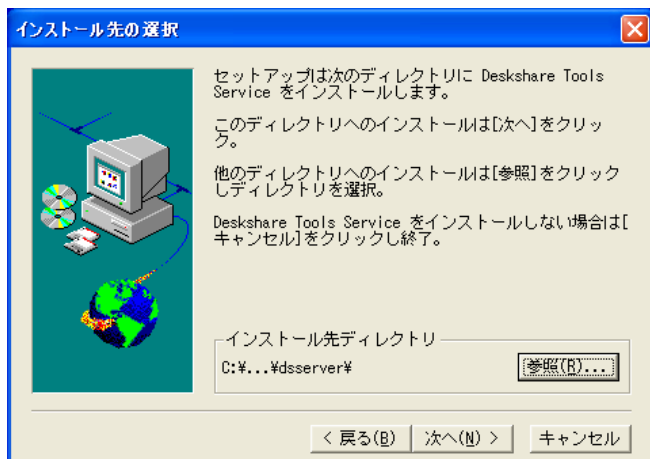 インストール先の選択
セットアップは次のディレクトリに Deskshare Tools
Service をインストールします。
このディレクトリへのインストールは[次へ]をクリッ
ク。
他のディレクトリへのインストールは[参照]をクリック
しディレクトリを選択。
Deskshare Tools Service をインストールしない場合は[
キャンセル]をクリックし終了。
インストール先ディレクトリ
C:¥...¥dsserver¥
参照(R)...
< 戻る(B)
次へ(N) >
キャンセル